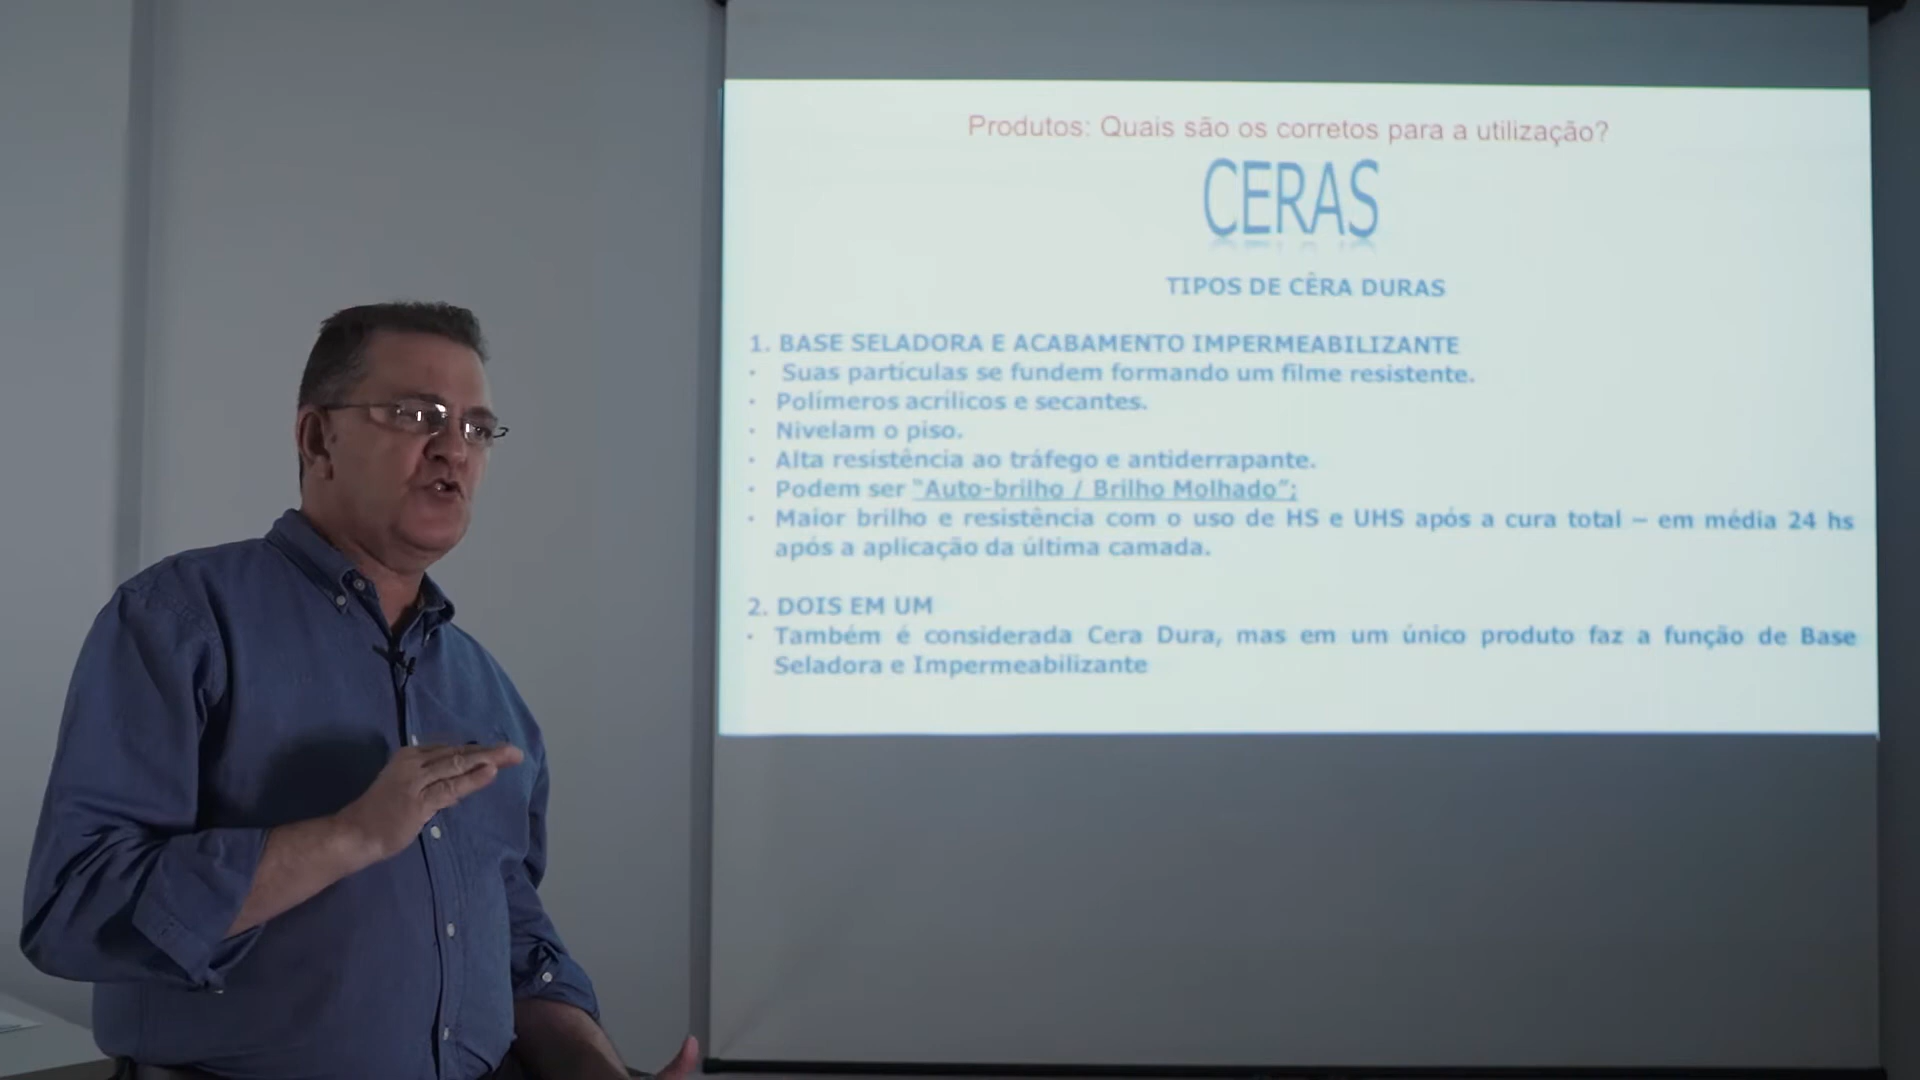 Produtos: Quais são os corretos para a utilização?
CERAS
TIPOS DE CÊRA DURAS
1. BASE SELADORA E ACABAMENTO IMPERMEABILIZANTE
• Suas partículas se fundem formando um filme resistente.
• Polímeros acrílicos e secantes.
• Nivelam o piso.
• Alta resistência ao tráfego e antiderrapante.
• Podem ser "Auto-brilho / Brilho Molhado";
• Maior brilho e resistência com o uso de HS e UHS após a cura total – em média 24 hs
após a aplicação da última camada.
2. DOIS EM UM
• Também é considerada Cera Dura, mas em um único produto faz a função de Base
Seladora e Impermeabilizante